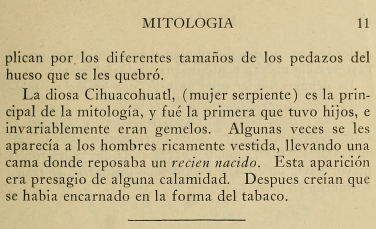 MITOLOGIA 11
plican por los diferentes tamaños de los pedazos del
hueso que se les quebró.
La diosa Cihuacohuatl, (mujer serpiente) es la prin-
cipal de la mitología, y fué la primera que tuvo hijos, e
invariablemente eran gemelos. Algunas veces se les
aparecía a los hombres ricamente vestida, llevando una
cama donde reposaba un recien nacido. Esta aparición
era presagio de alguna calamidad. Despues creían que
se habia encarnado en la forma del tabaco.